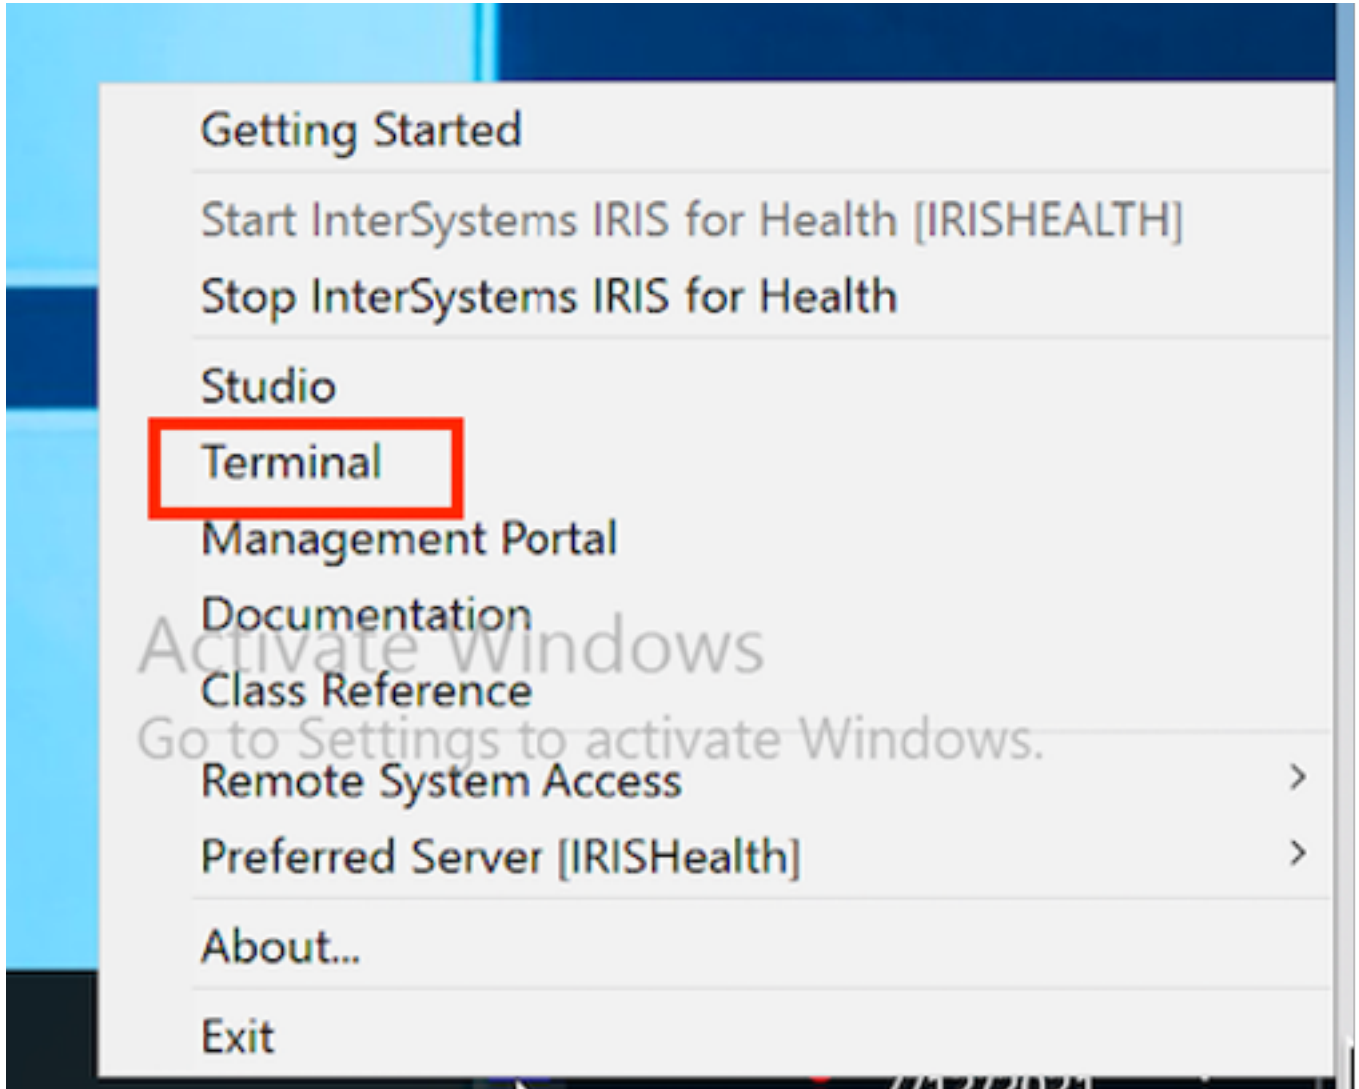 Getting Started
Start InterSystems IRIS for Health [IRISHEALTH]
Stop InterSystems IRIS for Health
Studio
Terminal
Management Portal
Documentation
Activate Windows
Class Reference
Go to Settings to activate Windows.
Remote System Access
Preferred Server [IRISHealth]
About...
Exit